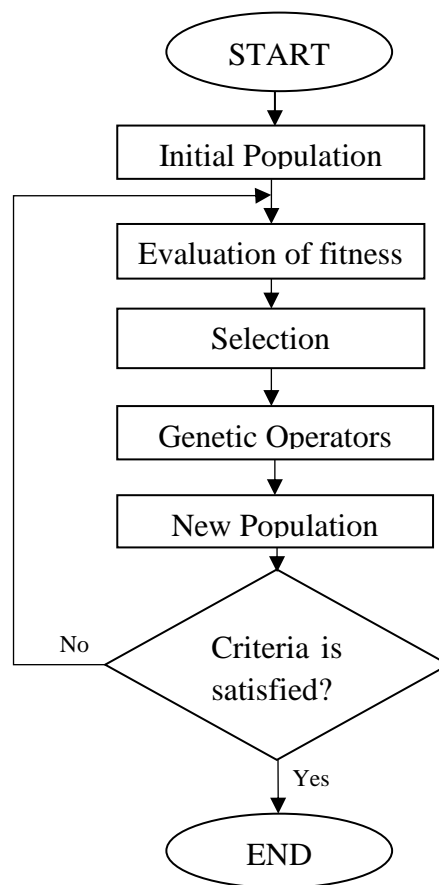 START
Initial Population
Evaluation of fitness
Selection
Genetic Operators
New Population
Criteria is
satisfied?
No
Yes
END